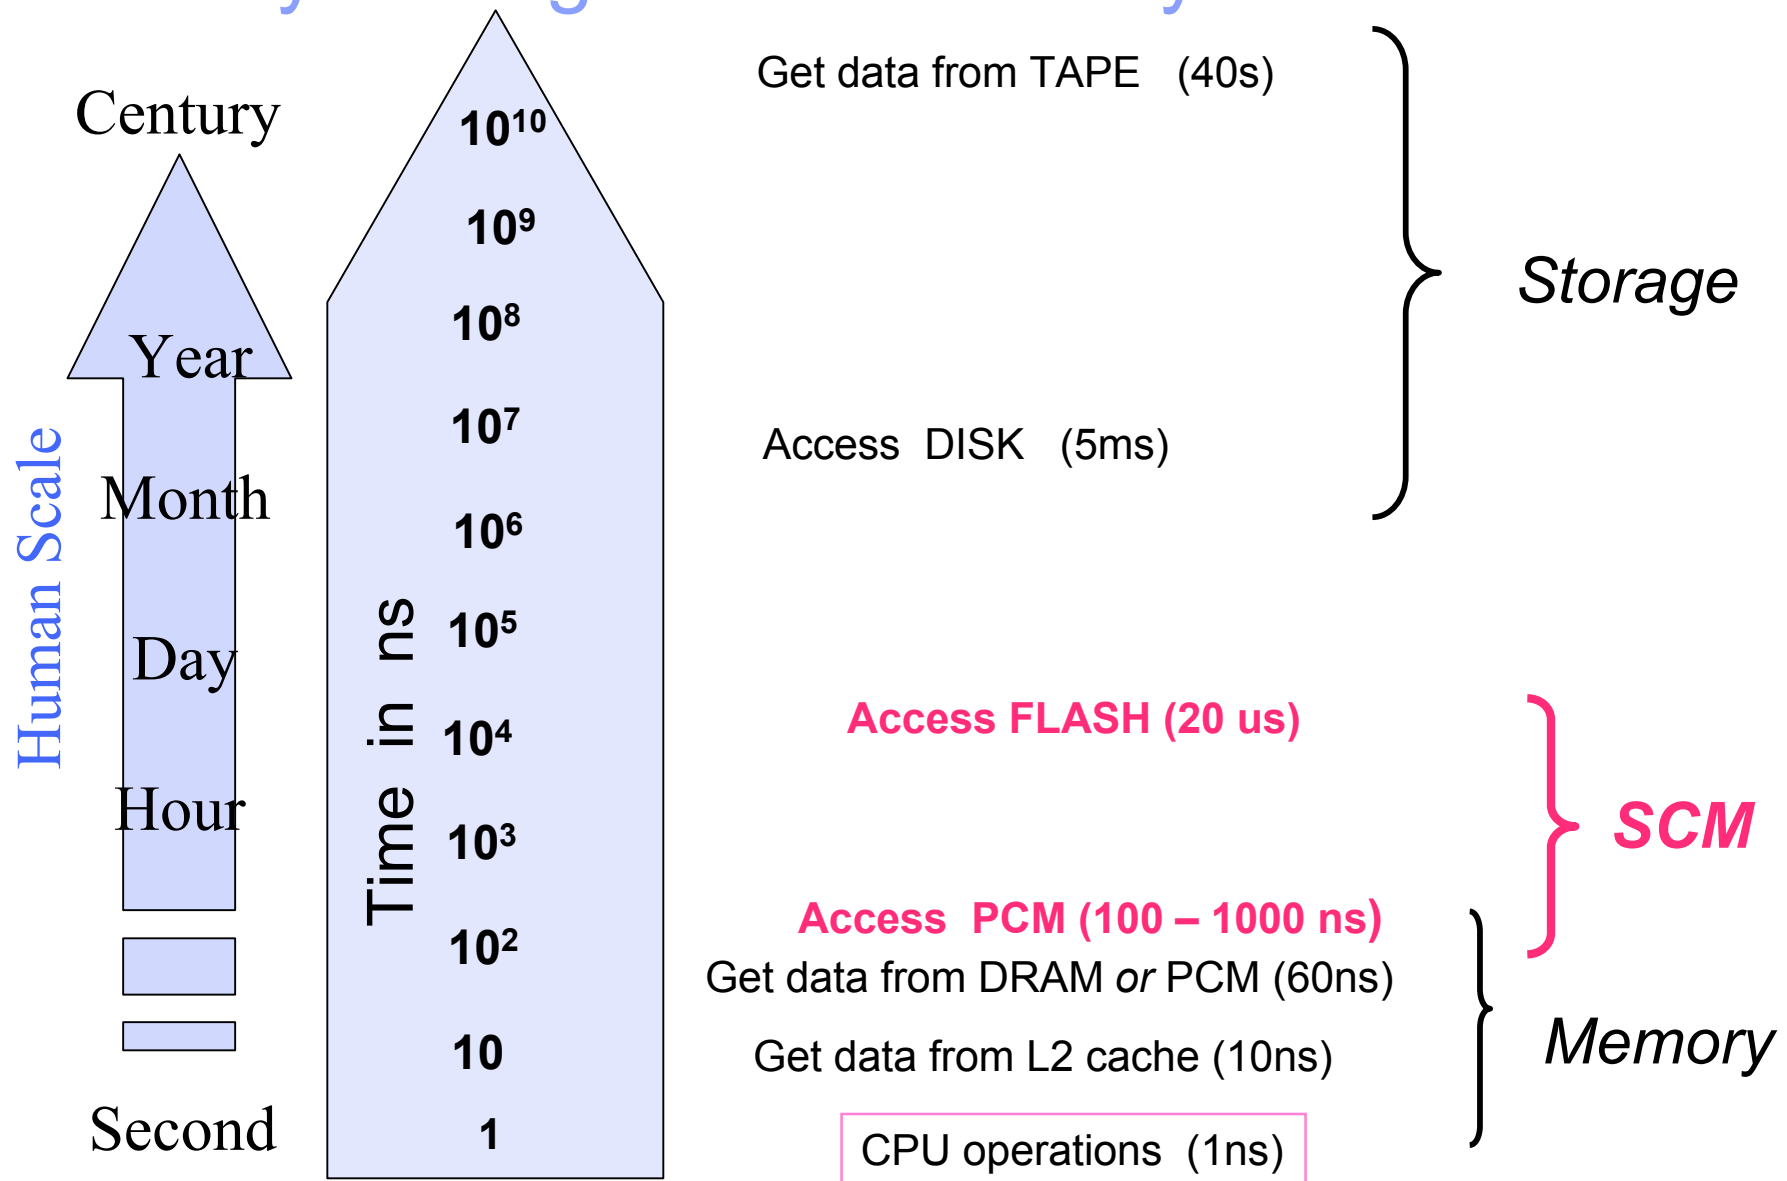 Get data from TAPE (40s)
Century
10¹⁰
10⁹
Storage
10⁸
Year
10⁷
Access DISK (5ms)
Human Scale
Month
10⁶
Time in ns
10⁵
Day
Access FLASH (20 us)
10⁴
Hour
10³
SCM
Access PCM (100 – 1000 ns)
10²
Get data from DRAM or PCM (60ns)
10
Get data from L2 cache (10ns)
Memory
Second
1
CPU operations (1ns)